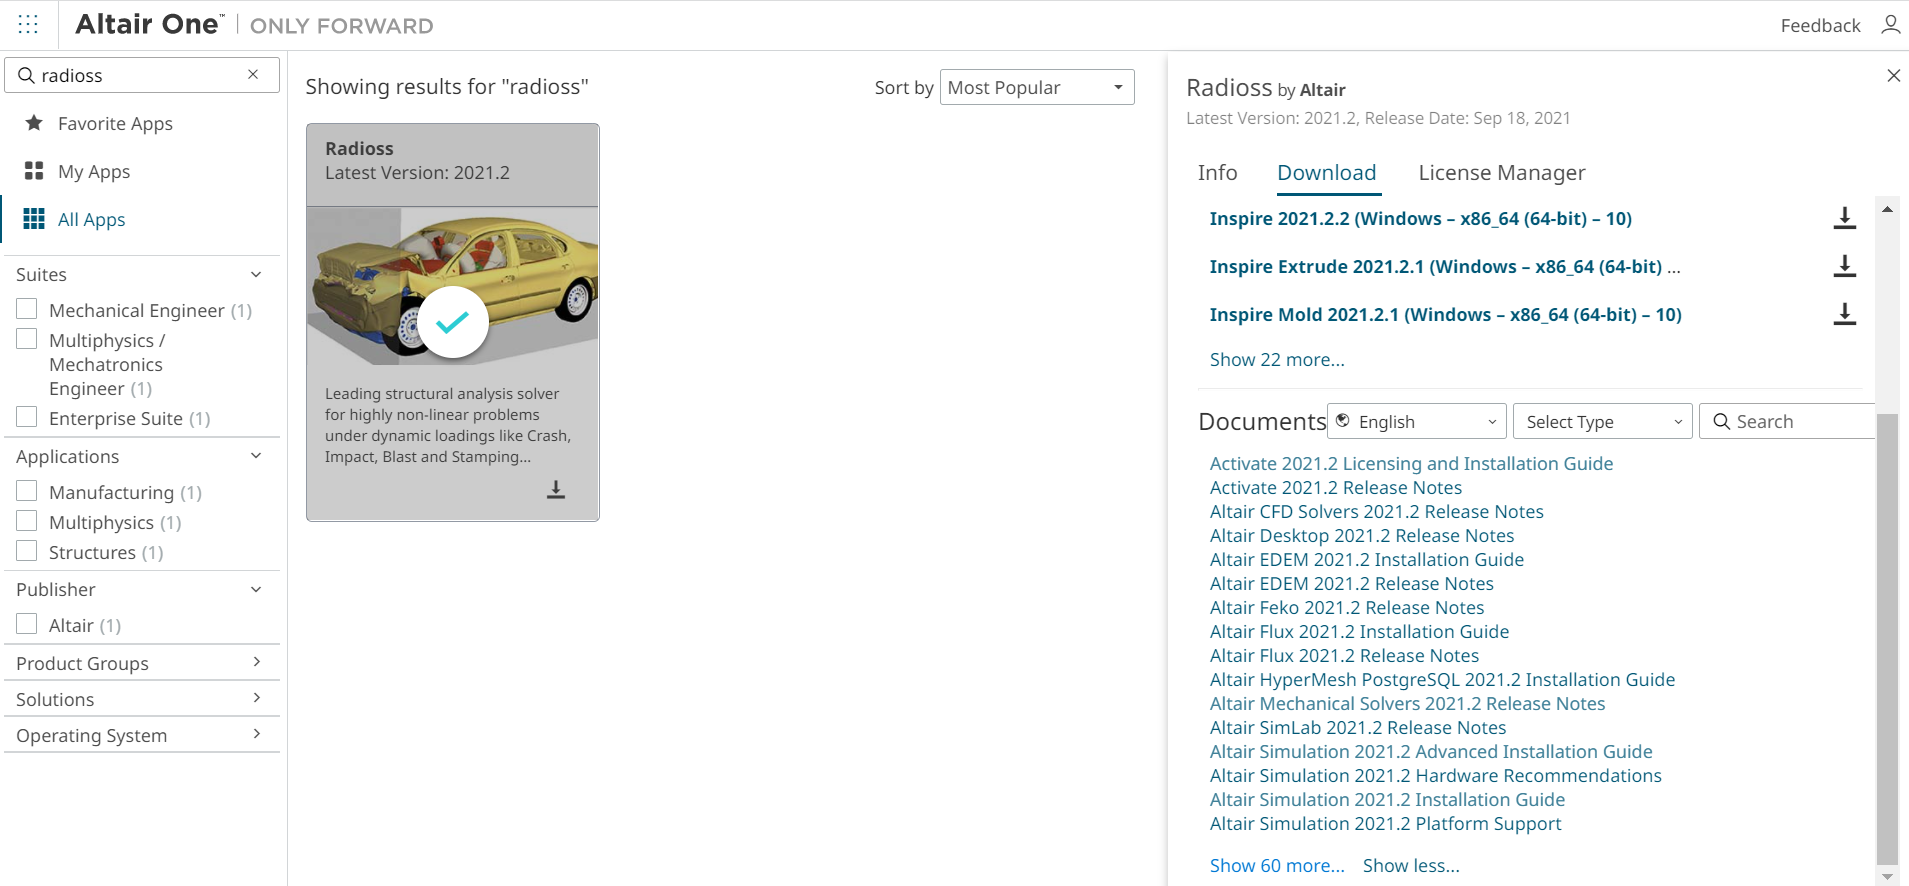 Altair One™ | ONLY FORWARD
Feedback
radioss
Favorite Apps
My Apps
All Apps
Suites
Mechanical Engineer (1)
Multiphysics /
Mechatronics
Engineer (1)
Enterprise Suite (1)
Applications
Manufacturing (1)
Multiphysics (1)
Structures (1)
Publisher
Altair (1)
Product Groups
Solutions
Operating System
Showing results for "radioss"
Sort by Most Popular
Radioss
Latest Version: 2021.2
Leading structural analysis solver
for highly non-linear problems
under dynamic loadings like Crash,
Impact, Blast and Stamping...
Radioss by Altair
Latest Version: 2021.2, Release Date: Sep 18, 2021
Info Download License Manager
Inspire 2021.2.2 (Windows – x86_64 (64-bit) – 10)
Inspire Extrude 2021.2.1 (Windows – x86_64 (64-bit) ...
Inspire Mold 2021.2.1 (Windows – x86_64 (64-bit) – 10)
Show 22 more...
Documents English Select Type Search
Activate 2021.2 Licensing and Installation Guide
Activate 2021.2 Release Notes
Altair CFD Solvers 2021.2 Release Notes
Altair Desktop 2021.2 Release Notes
Altair EDEM 2021.2 Installation Guide
Altair EDEM 2021.2 Release Notes
Altair Feko 2021.2 Release Notes
Altair Flux 2021.2 Installation Guide
Altair Flux 2021.2 Release Notes
Altair HyperMesh PostgreSQL 2021.2 Installation Guide
Altair Mechanical Solvers 2021.2 Release Notes
Altair SimLab 2021.2 Release Notes
Altair Simulation 2021.2 Advanced Installation Guide
Altair Simulation 2021.2 Hardware Recommendations
Altair Simulation 2021.2 Installation Guide
Altair Simulation 2021.2 Platform Support
Show 60 more... Show less...